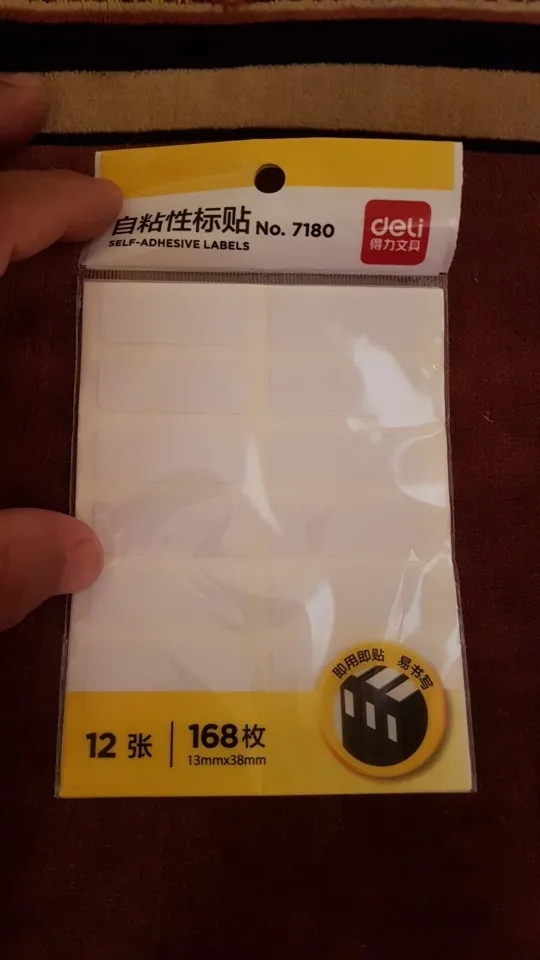 自粘性标贴 No. 7180
SELF-ADHESIVE LABELS
deli
得力文具
即用即贴 易书写
12 张
168枚
13mmx38mm